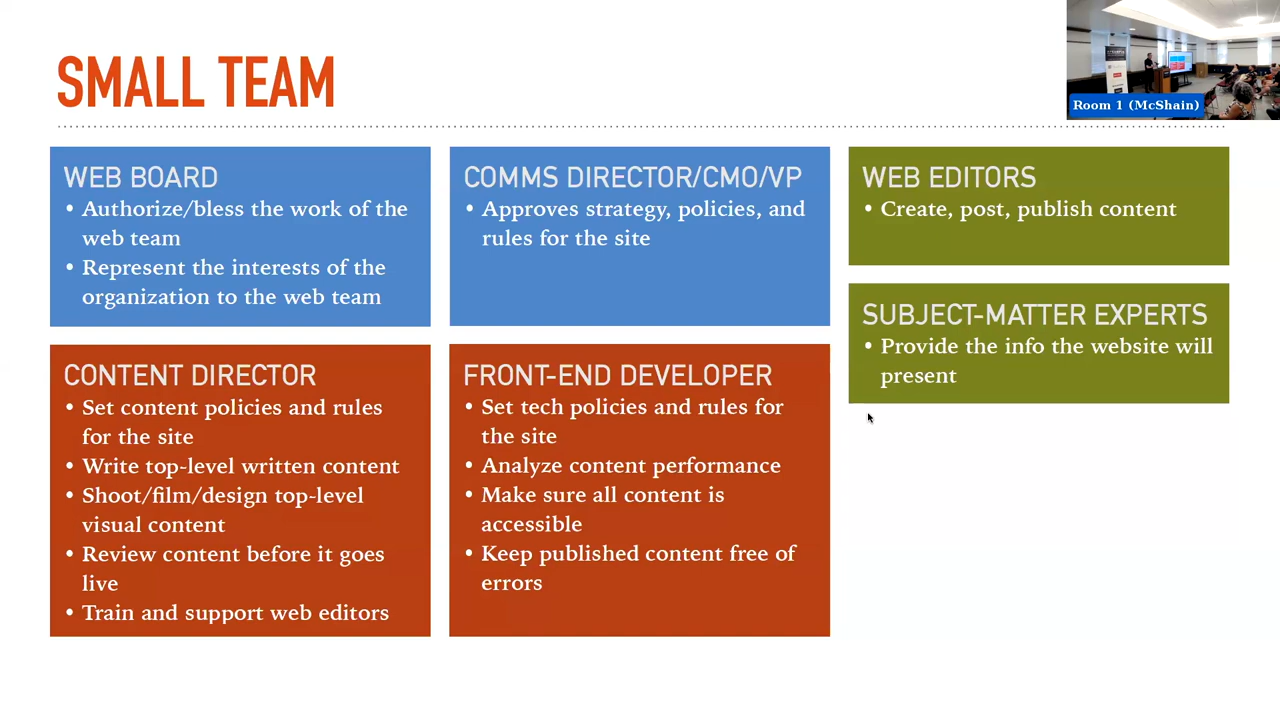 SMALL TEAM
Room 1 (McShain)
WEB BOARD
• Authorize/bless the work of the
web team
• Represent the interests of the
organization to the web team
COMMS DIRECTOR/CMO/VP
• Approves strategy, policies, and
rules for the site
WEB EDITORS
• Create, post, publish content
SUBJECT-MATTER EXPERTS
• Provide the info the website will
present
CONTENT DIRECTOR
• Set content policies and rules
for the site
• Write top-level written content
• Shoot/film/design top-level
visual content
• Review content before it goes
live
• Train and support web editors
FRONT-END DEVELOPER
• Set tech policies and rules for
the site
• Analyze content performance
• Make sure all content is
accessible
• Keep published content free of
errors